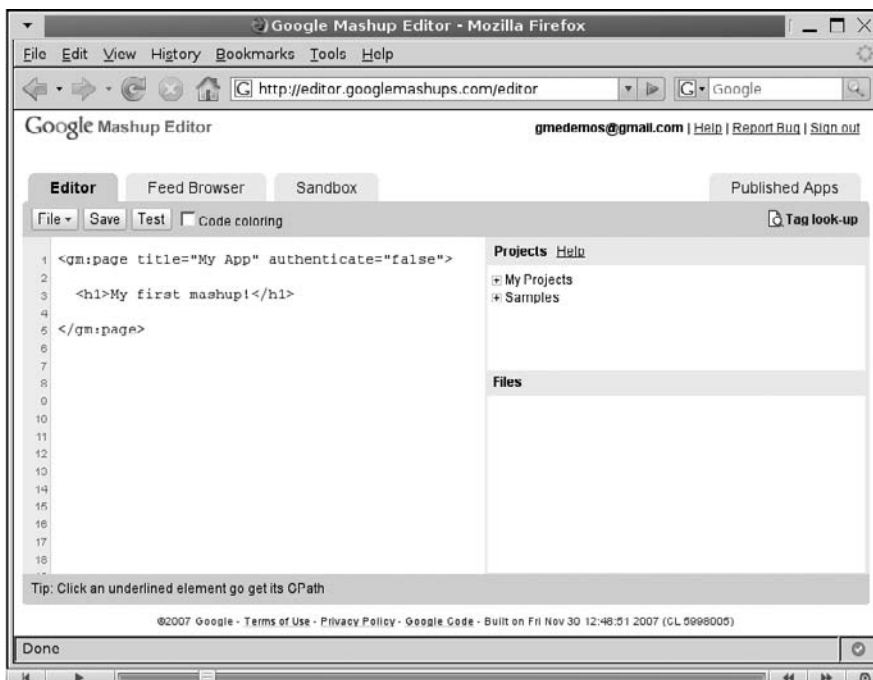 Google Mashup Editor - Mozilla Firefox
File Edit View History Bookmarks Tools Help
G http://editor.googlemashups.com/editor G Google
Google Mashup Editor gmedemos@gmail.com | Help | Report Bug | Sign out
Editor Feed Browser Sandbox Published Apps
File Save Test Code coloring Tag look-up
Projects Help
1 <gm:page title="My App" authenticate="false">
2
3 <h1>My first mashup!</h1>
4
5 </gm:page>
6
7
8
9
10
11
12
13
14
15
16
17
18
My Projects
Samples
Files
Tip: Click an underlined element go get its GPath
©2007 Google - Terms of Use - Privacy Policy - Google Code - Built on Fri Nov 30 12:48:51 2007 (CL 5998005)
Done